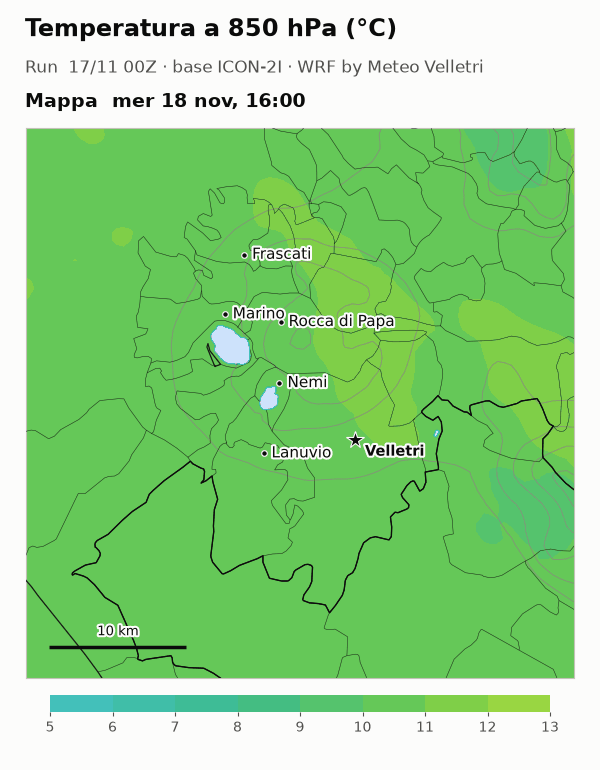 Temperatura a 850 hPa (°C)
Run 17/11 00Z · base ICON-2I · WRF by Meteo Velletri
Mappa mer 18 nov, 16:00
Frascati
Marino
Rocca di Papa
Nemi
Velletri
Lanuvio
10 km
5 6 7 8 9 10 11 12 13